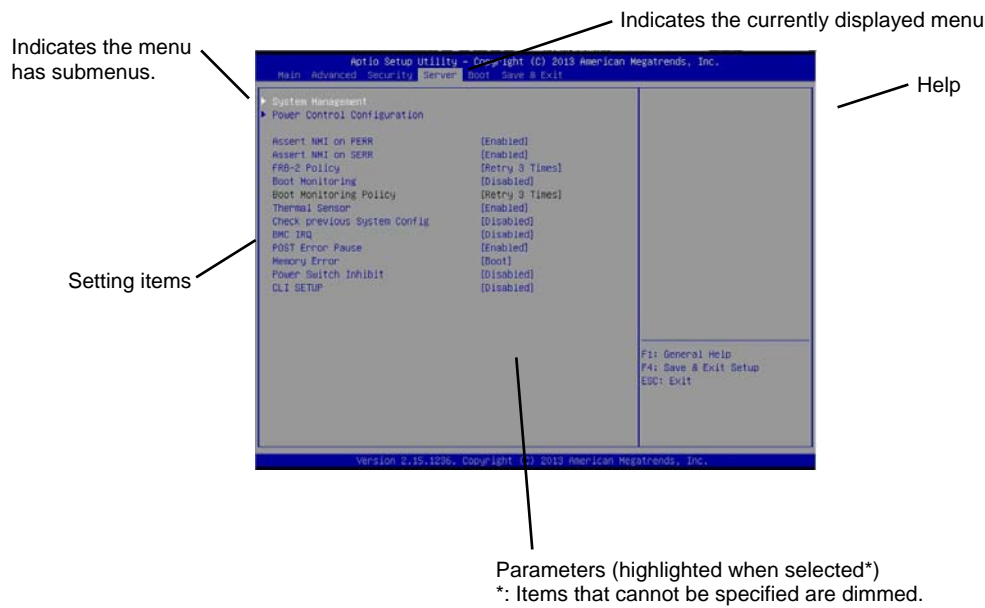 Indicates the currently displayed menu
Indicates the menu
has submenus.
Aptio Setup Utility - Copyright (C) 2013 American Megatrends, Inc.
Main Advanced Security Server Boot Save & Exit
Help
System Management
Power Control Configuration
Assert NMI on PERR [Enabled]
Assert NMI on SERR [Enabled]
FRB-2 Policy [Retry 3 Times]
Boot Monitoring [Disabled]
Boot Monitoring Policy [Retry 3 Times]
Thermal Sensor [Enabled]
Check previous System Config [Disabled]
BMC IRQ [Disabled]
POST Error Pause [Enabled]
Memory Error [Boot]
Power Switch Inhibit [Disabled]
CLI SETUP [Disabled]
Setting items
F1: General Help
F4: Save & Exit Setup
ESC: Exit
Version 2.15.1236. Copyright (C) 2013 American Megatrends, Inc.
Parameters (highlighted when selected*)
*: Items that cannot be specified are dimmed.